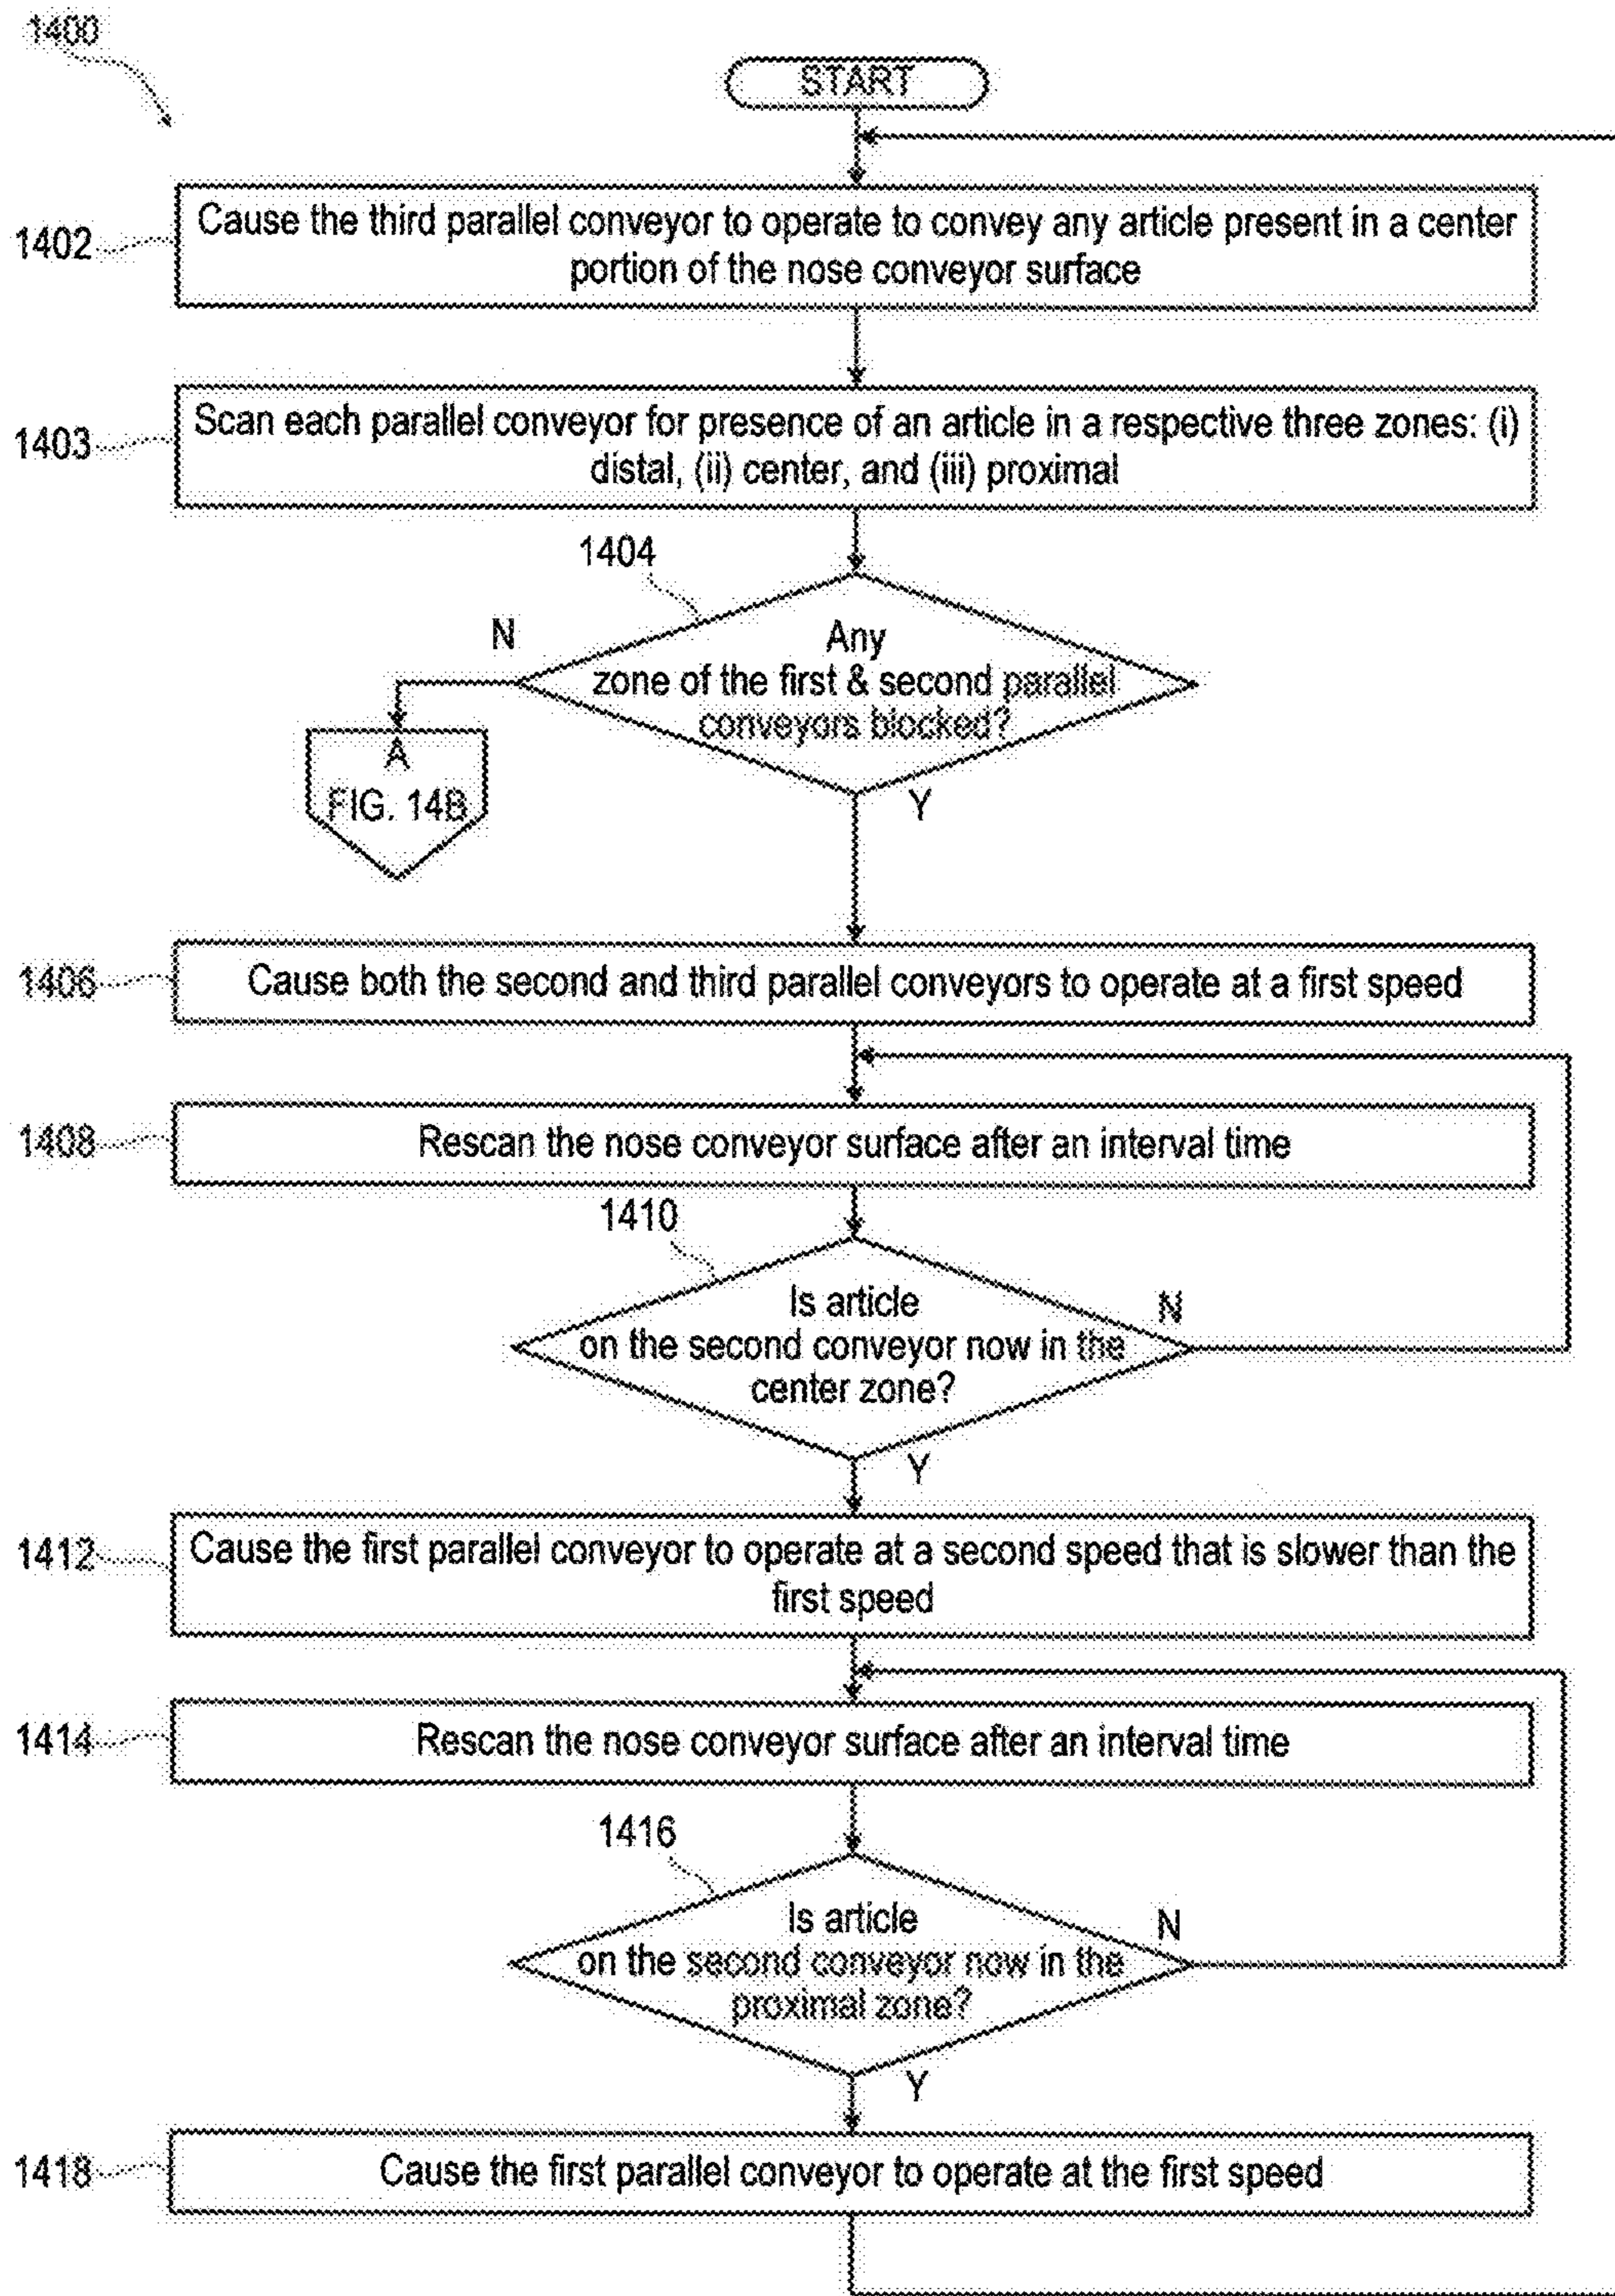 1400
START
1402
Cause the third parallel conveyor to operate to convey any article present in a center
portion of the nose conveyor surface
1403
Scan each parallel conveyor for presence of an article in a respective three zones: (i)
distal, (ii) center, and (iii) proximal
1404
N
Any
zone of the first & second parallel
conveyors blocked?
A
FIG. 14B
Y
1406
Cause both the second and third parallel conveyors to operate at a first speed
1408
Rescan the nose conveyor surface after an interval time
1410
Is article
on the second conveyor now in the
center zone?
N
Y
1412
Cause the first parallel conveyor to operate at a second speed that is slower than the
first speed
1414
Rescan the nose conveyor surface after an interval time
1416
Is article
on the second conveyor now in the
proximal zone?
N
Y
1418
Cause the first parallel conveyor to operate at the first speed